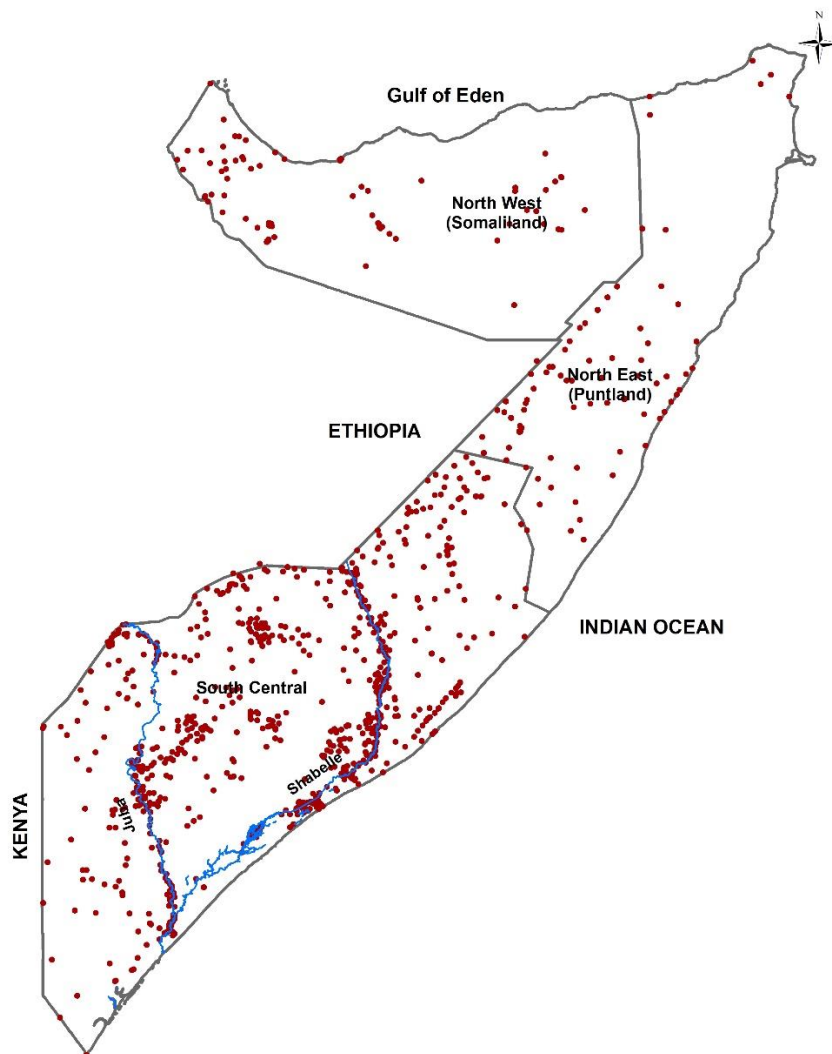 N
Gulf of Eden
North West
(Somaliland)
North East
(Puntland)
ETHIOPIA
INDIAN OCEAN
South Central
Shabelle
Juba
KENYA